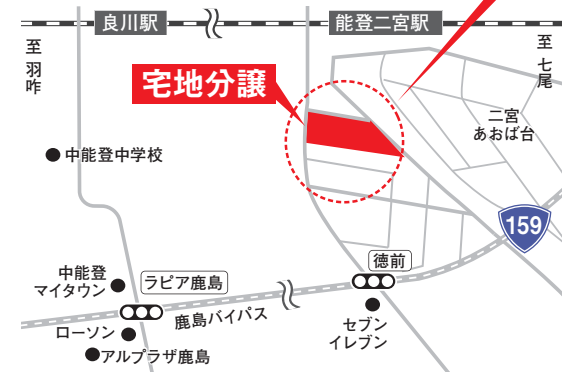 良川駅
能登二宮駅
至 羽咋
至 七尾
宅地分譲
二宮
あおば台
中能登中学校
159
徳前
中能登
マイタウン
ラピア鹿島
鹿島バイパス
セブン
イレブン
ローソン
アルプラザ鹿島